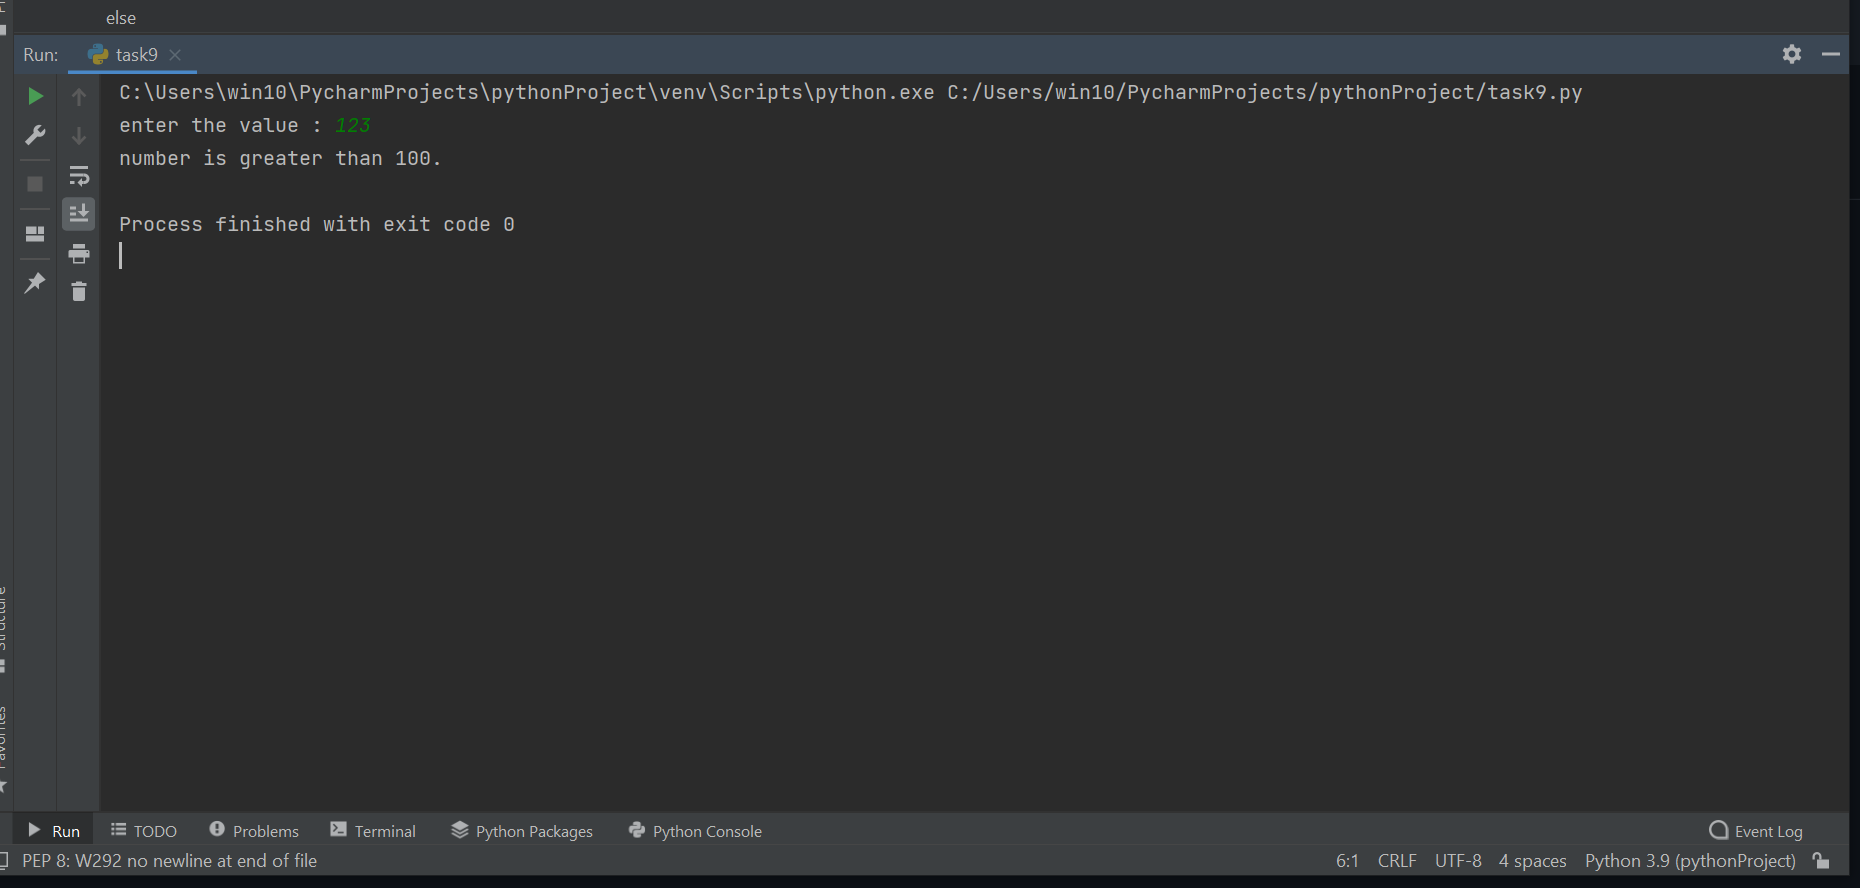 else
Run: task9
C:\Users\win10\PycharmProjects\pythonProject\venv\Scripts\python.exe C:/Users/win10/PycharmProjects/pythonProject/task9.py
enter the value : 123
number is greater than 100.
Process finished with exit code 0
Structure
Favorites
Run TODO Problems Terminal Python Packages Python Console Event Log
PEP 8: W292 no newline at end of file 6:1 CRLF UTF-8 4 spaces Python 3.9 (pythonProject)